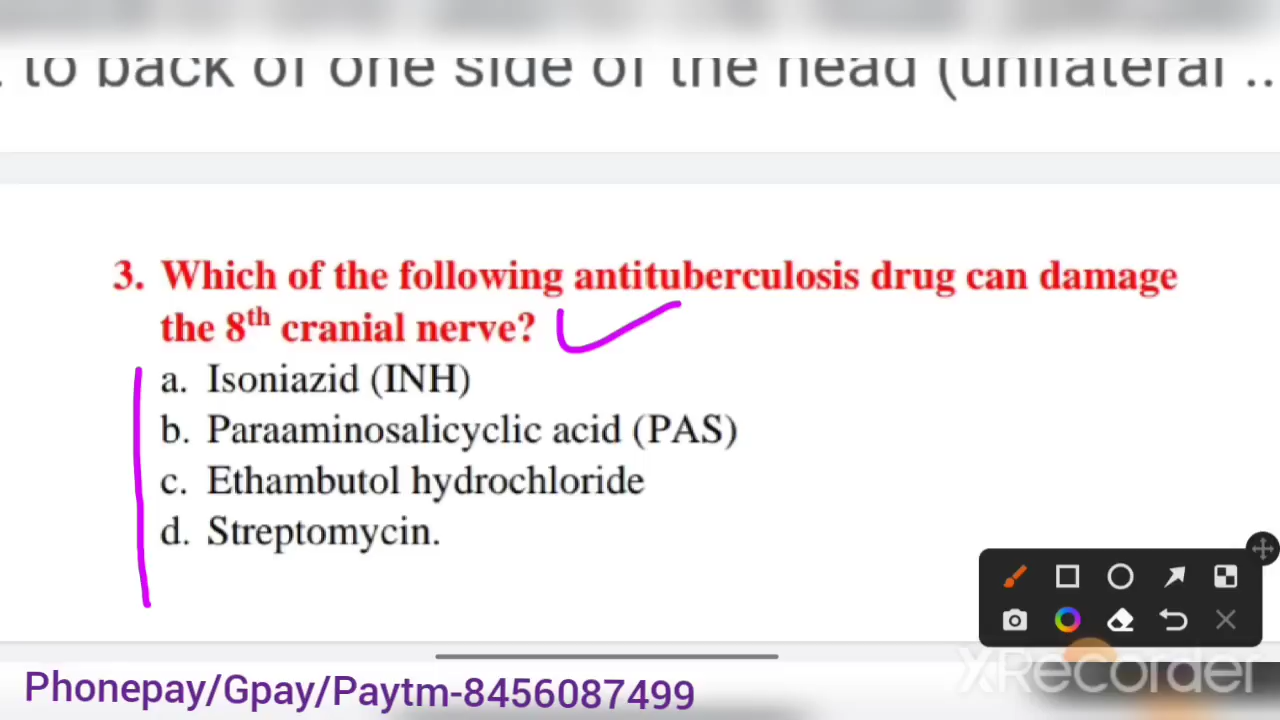 to back of one side of the head (unilateral ...
3. Which of the following antituberculosis drug can damage
the 8th cranial nerve?
a. Isoniazid (INH)
b. Paraaminosalicyclic acid (PAS)
c. Ethambutol hydrochloride
d. Streptomycin.
XRecorder
Phonepay/Gpay/Paytm-8456087499